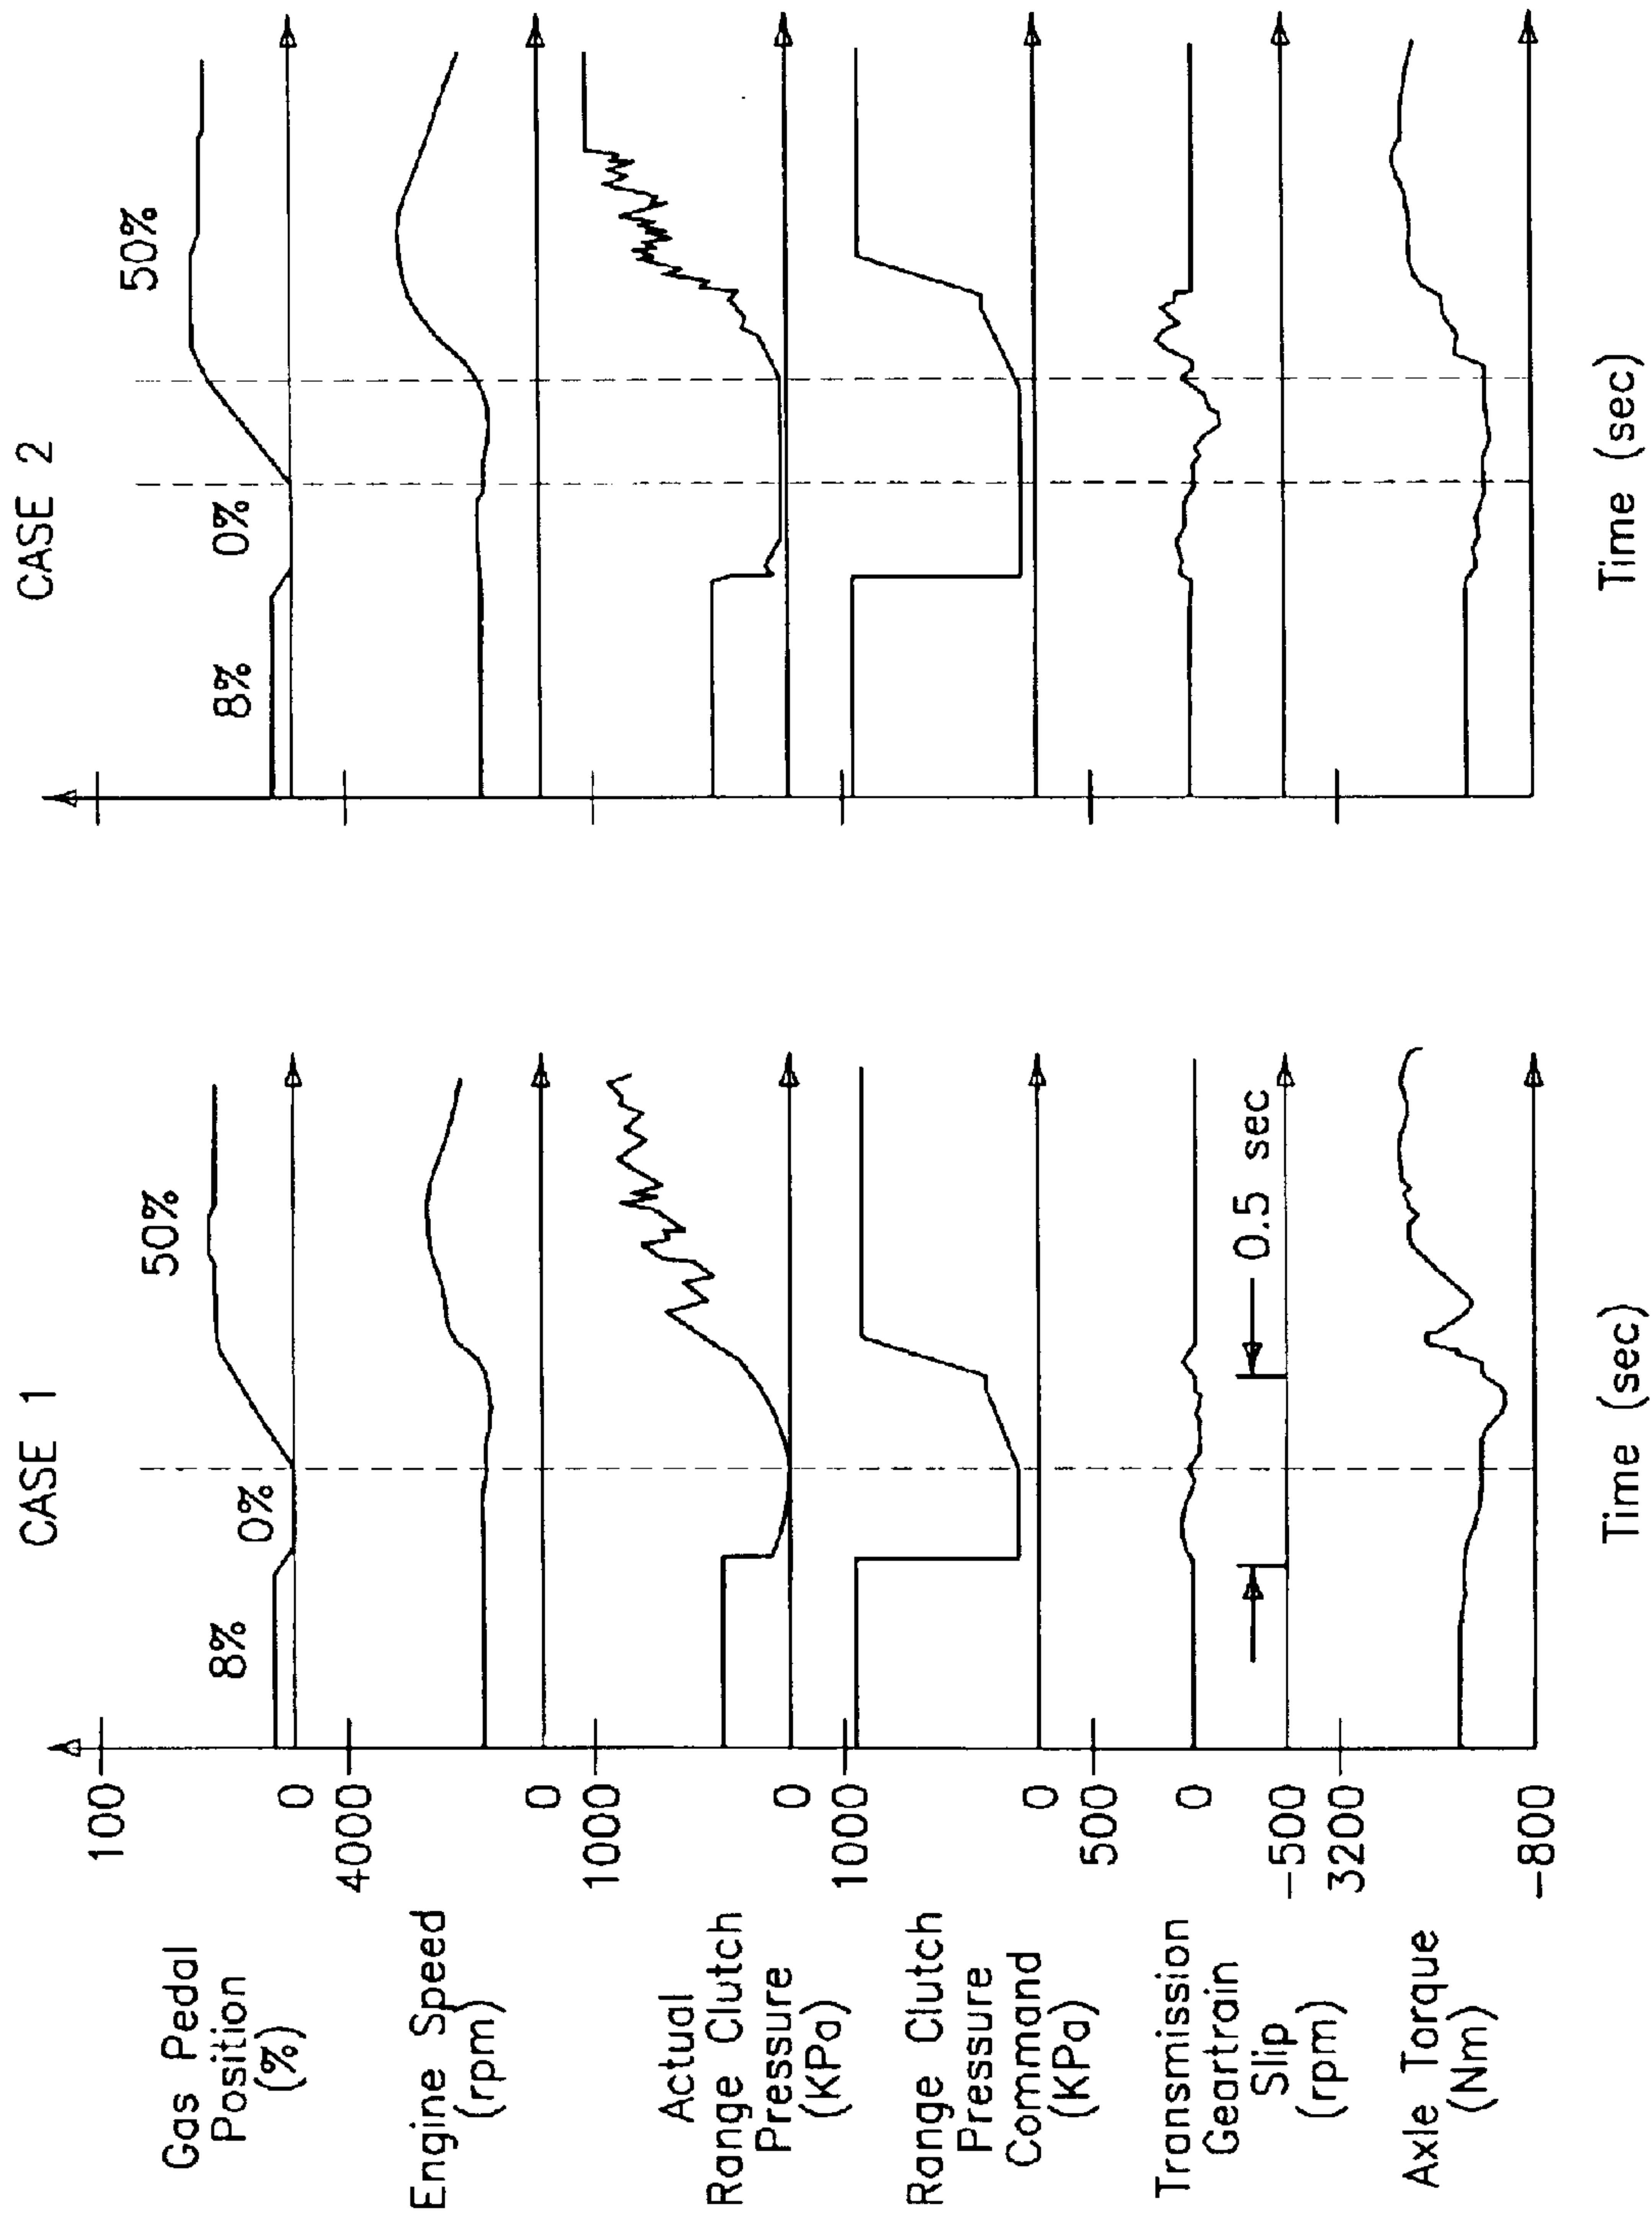 CASE 1
CASE 2
Gas Pedal
Position
(%)
100
0
8%
0%
50%
8%
0%
50%
Engine Speed
(rpm)
4000
0
Actual
Range Clutch
Pressure
(KPa)
1000
0
Range Clutch
Pressure
Command
(KPa)
1000
0
Transmission
Geartrain
Slip
(rpm)
500
0
-500
0.5 sec
Axle Torque
(Nm)
3200
-800
Time (sec)
Time (sec)